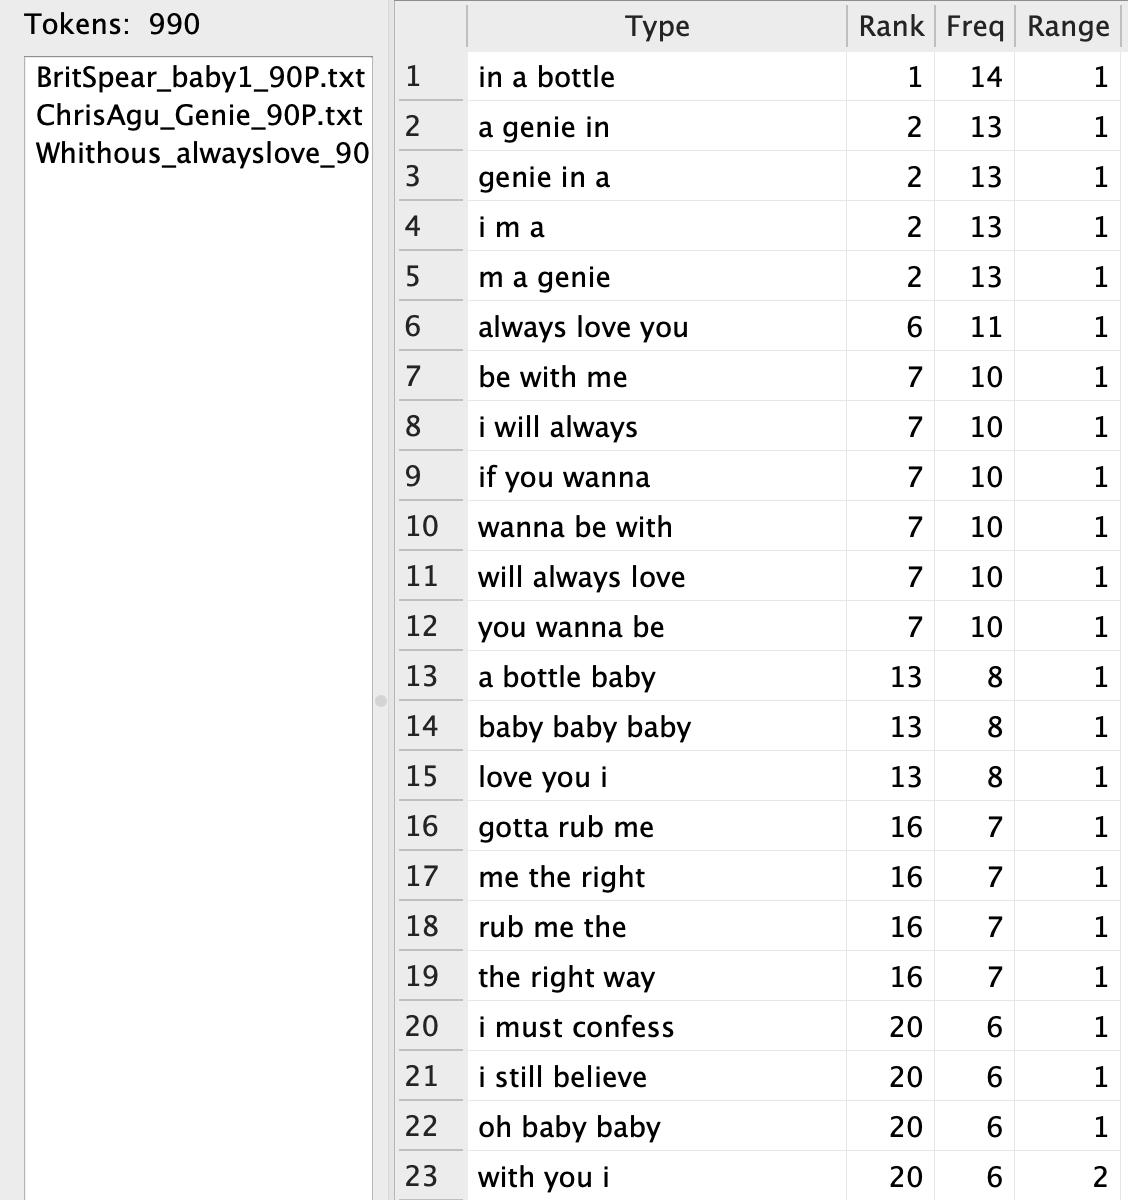 Tokens: 990
BritSpear_baby1_90P.txt
ChrisAgu_Genie_90P.txt
Whithous_alwayslove_90
Type Rank Freq Range
1 in a bottle 1 14 1
2 a genie in 2 13 1
3 genie in a 2 13 1
4 i m a 2 13 1
5 m a genie 2 13 1
6 always love you 6 11 1
7 be with me 7 10 1
8 i will always 7 10 1
9 if you wanna 7 10 1
10 wanna be with 7 10 1
11 will always love 7 10 1
12 you wanna be 7 10 1
13 a bottle baby 13 8 1
14 baby baby baby 13 8 1
15 love you i 13 8 1
16 gotta rub me 16 7 1
17 me the right 16 7 1
18 rub me the 16 7 1
19 the right way 16 7 1
20 i must confess 20 6 1
21 i still believe 20 6 1
22 oh baby baby 20 6 1
23 with you i 20 6 2